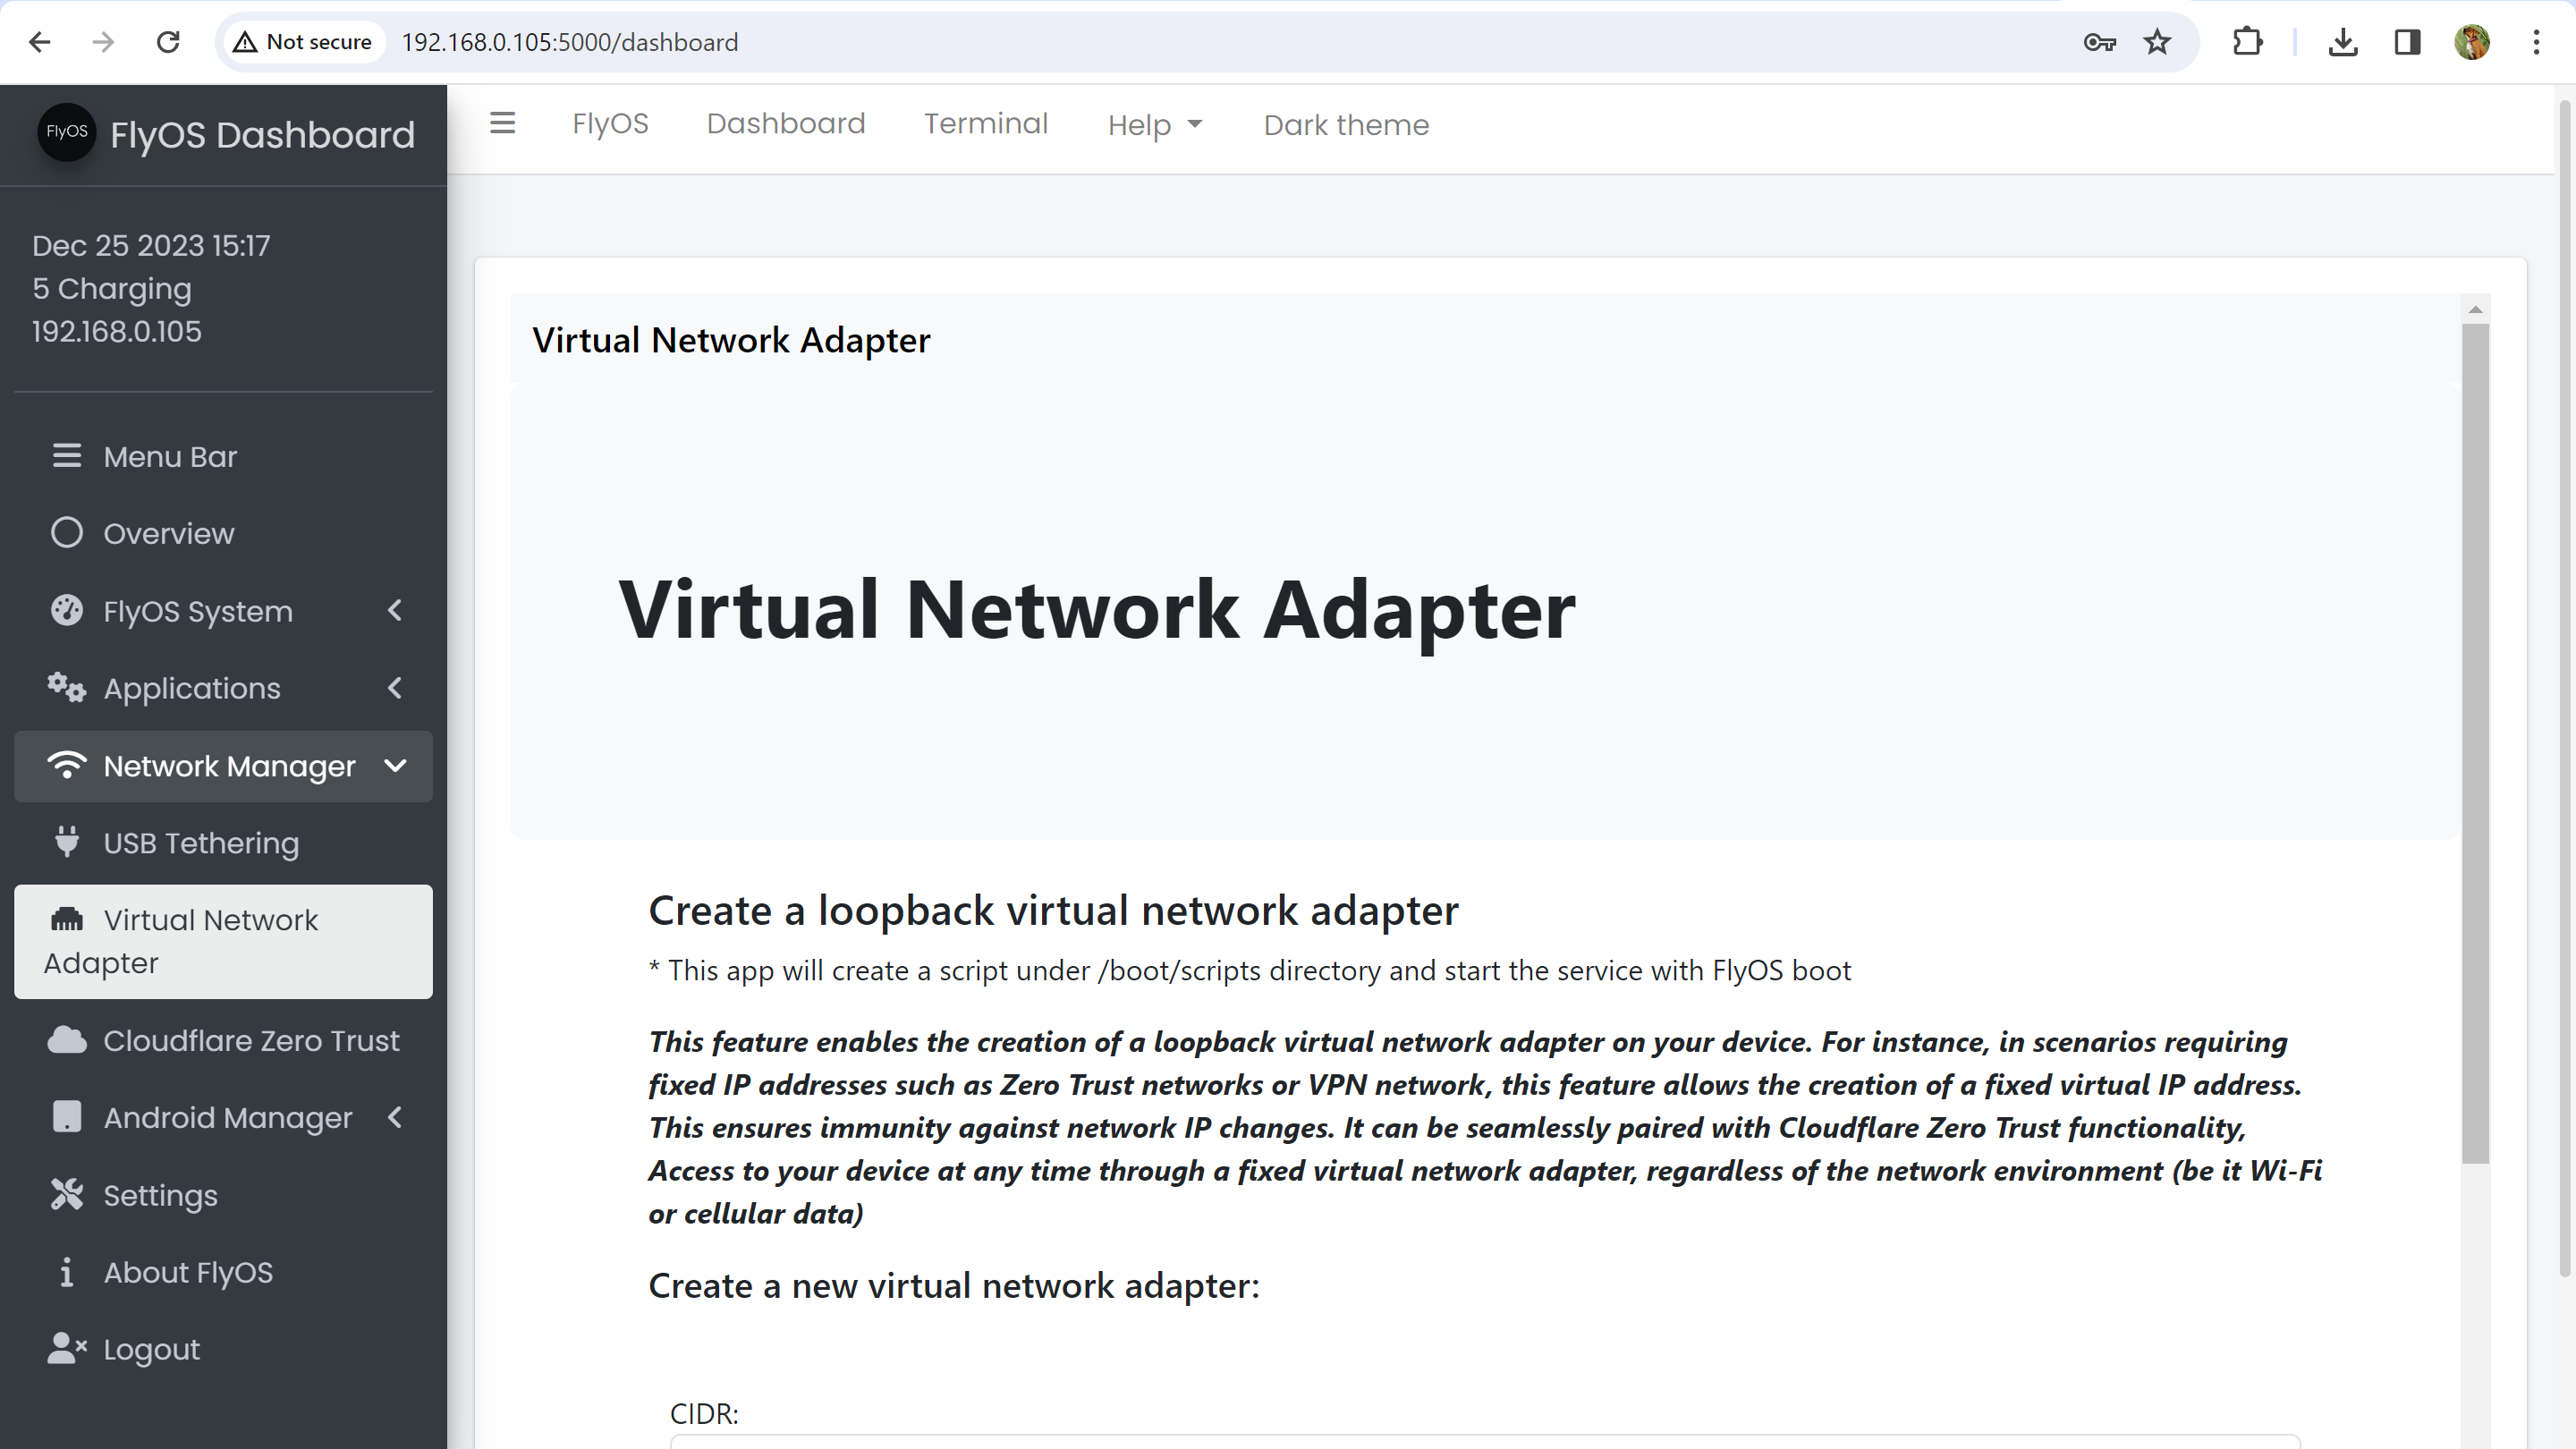 Not secure
192.168.0.105:5000/dashboard
FlyOS
FlyOS Dashboard
FlyOS
Dashboard
Terminal
Help
Dark theme
Dec 25 2023 15:17
5 Charging
192.168.0.105
Menu Bar
Overview
FlyOS System
Applications
Network Manager
USB Tethering
Virtual Network
Adapter
Cloudflare Zero Trust
Android Manager
Settings
About FlyOS
Logout
Virtual Network Adapter
Virtual Network Adapter
Create a loopback virtual network adapter
* This app will create a script under /boot/scripts directory and start the service with FlyOS boot
This feature enables the creation of a loopback virtual network adapter on your device. For instance, in scenarios requiring
fixed IP addresses such as Zero Trust networks or VPN network, this feature allows the creation of a fixed virtual IP address.
This ensures immunity against network IP changes. It can be seamlessly paired with Cloudflare Zero Trust functionality,
Access to your device at any time through a fixed virtual network adapter, regardless of the network environment (be it Wi-Fi
or cellular data)
Create a new virtual network adapter:
CIDR: